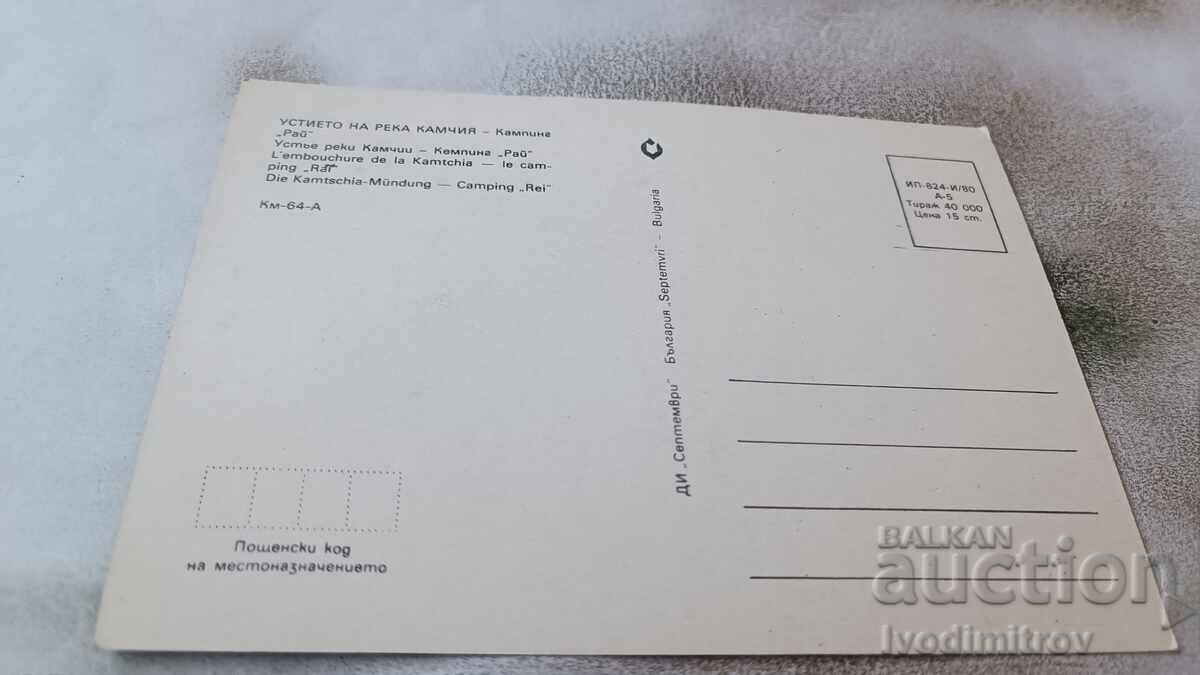 УСТИЕТО НА РЕКА КАМЧИЯ – Кампинг
„Рай"
Устье реки Камчии – Кемпинг „Рай"
L'embouchure de la Kamtchia — le cam-
ping „Raï"
Die Kamtschia-Mündung — Camping „Rei"
Км-64-А
ДИ „Септември" България „Septemvri" – Bulgaria
ИП-824-И/80
А-5
Тираж 40 000
Цена 15 ст.
Пощенски код
на местоназначението
BALKAN
auction
Ivodimitrov